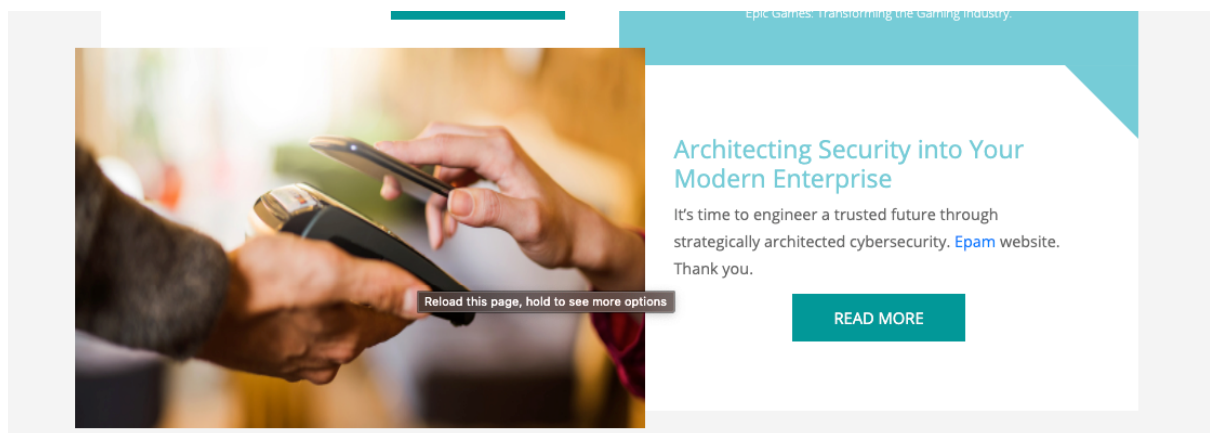 Epic Games: Transforming the Gaming Industry.
Architecting Security into Your
Modern Enterprise
It's time to engineer a trusted future through
strategically architected cybersecurity. Epam website.
Thank you.
Reload this page, hold to see more options
READ MORE